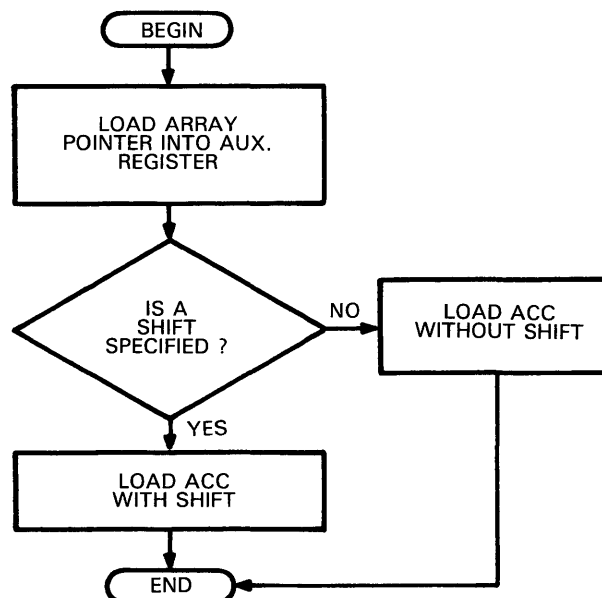 BEGIN
LOAD ARRAY
POINTER INTO AUX.
REGISTER
IS A
SHIFT
SPECIFIED ?
NO
LOAD ACC
WITHOUT SHIFT
YES
LOAD ACC
WITH SHIFT
END